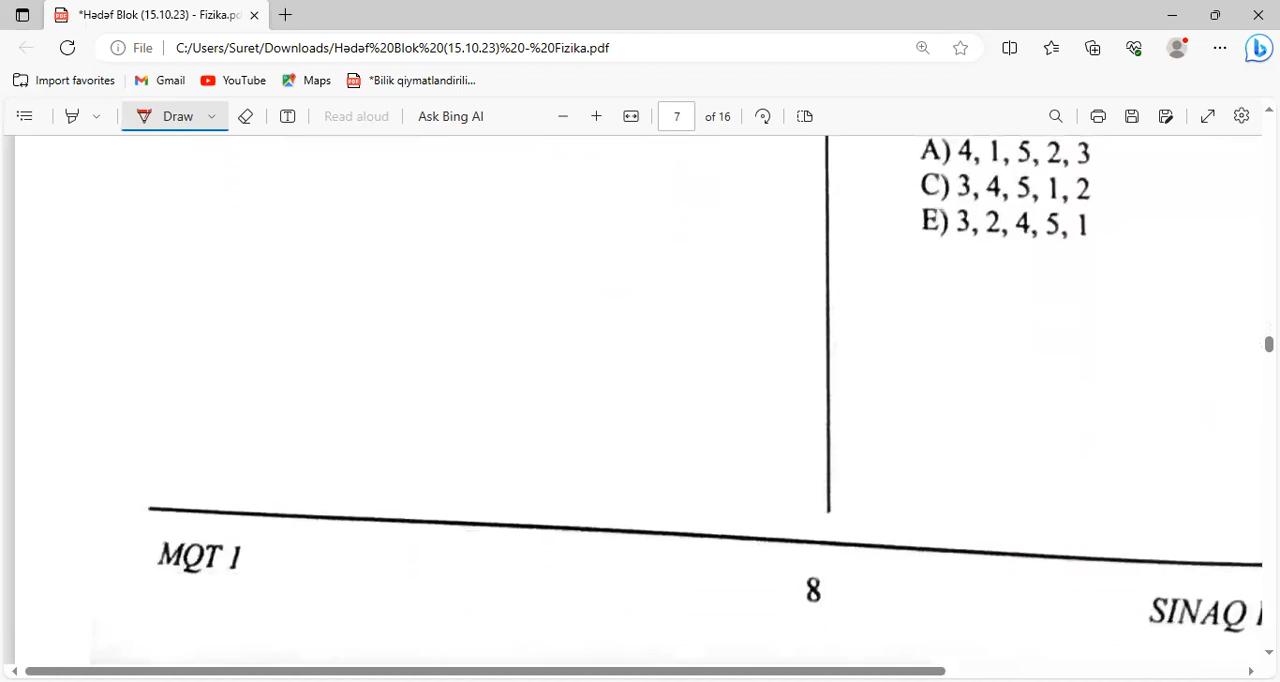 *Hədəf Blok (15.10.23) - Fizika.pd
File
C:/Users/Suret/Downloads/Hədəf%20Blok%20(15.10.23)%20-%20Fizika.pdf
Import favorites
Gmail
YouTube
Maps
*Bilik qiymatləndirili...
Draw
Read aloud
Ask Bing AI
7 of 16
A) 4, 1, 5, 2, 3
C) 3, 4, 5, 1, 2
E) 3, 2, 4, 5, 1
MQT 1
8
SINAQ